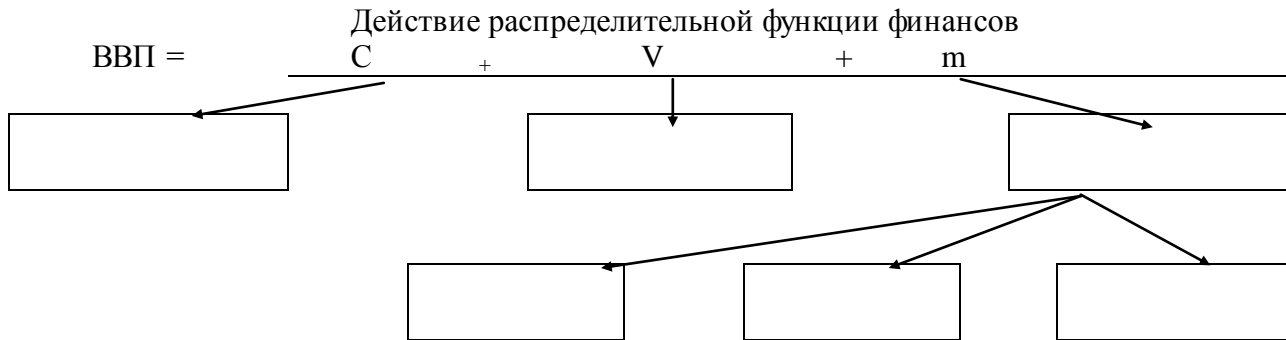 Действие распределительной функции финансов
ВВП = С + V + m